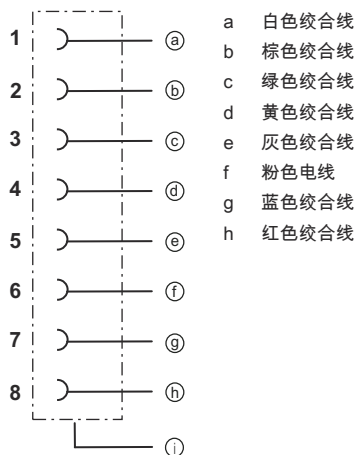 1 ⓐ a 白色绞合线
2 ⓑ b 棕色绞合线
3 ⓒ c 绿色绞合线
4 ⓓ d 黄色绞合线
5 ⓔ e 灰色绞合线
6 ⓕ f 粉色电线
7 ⓖ g 蓝色绞合线
8 ⓗ h 红色绞合线
ⓘ